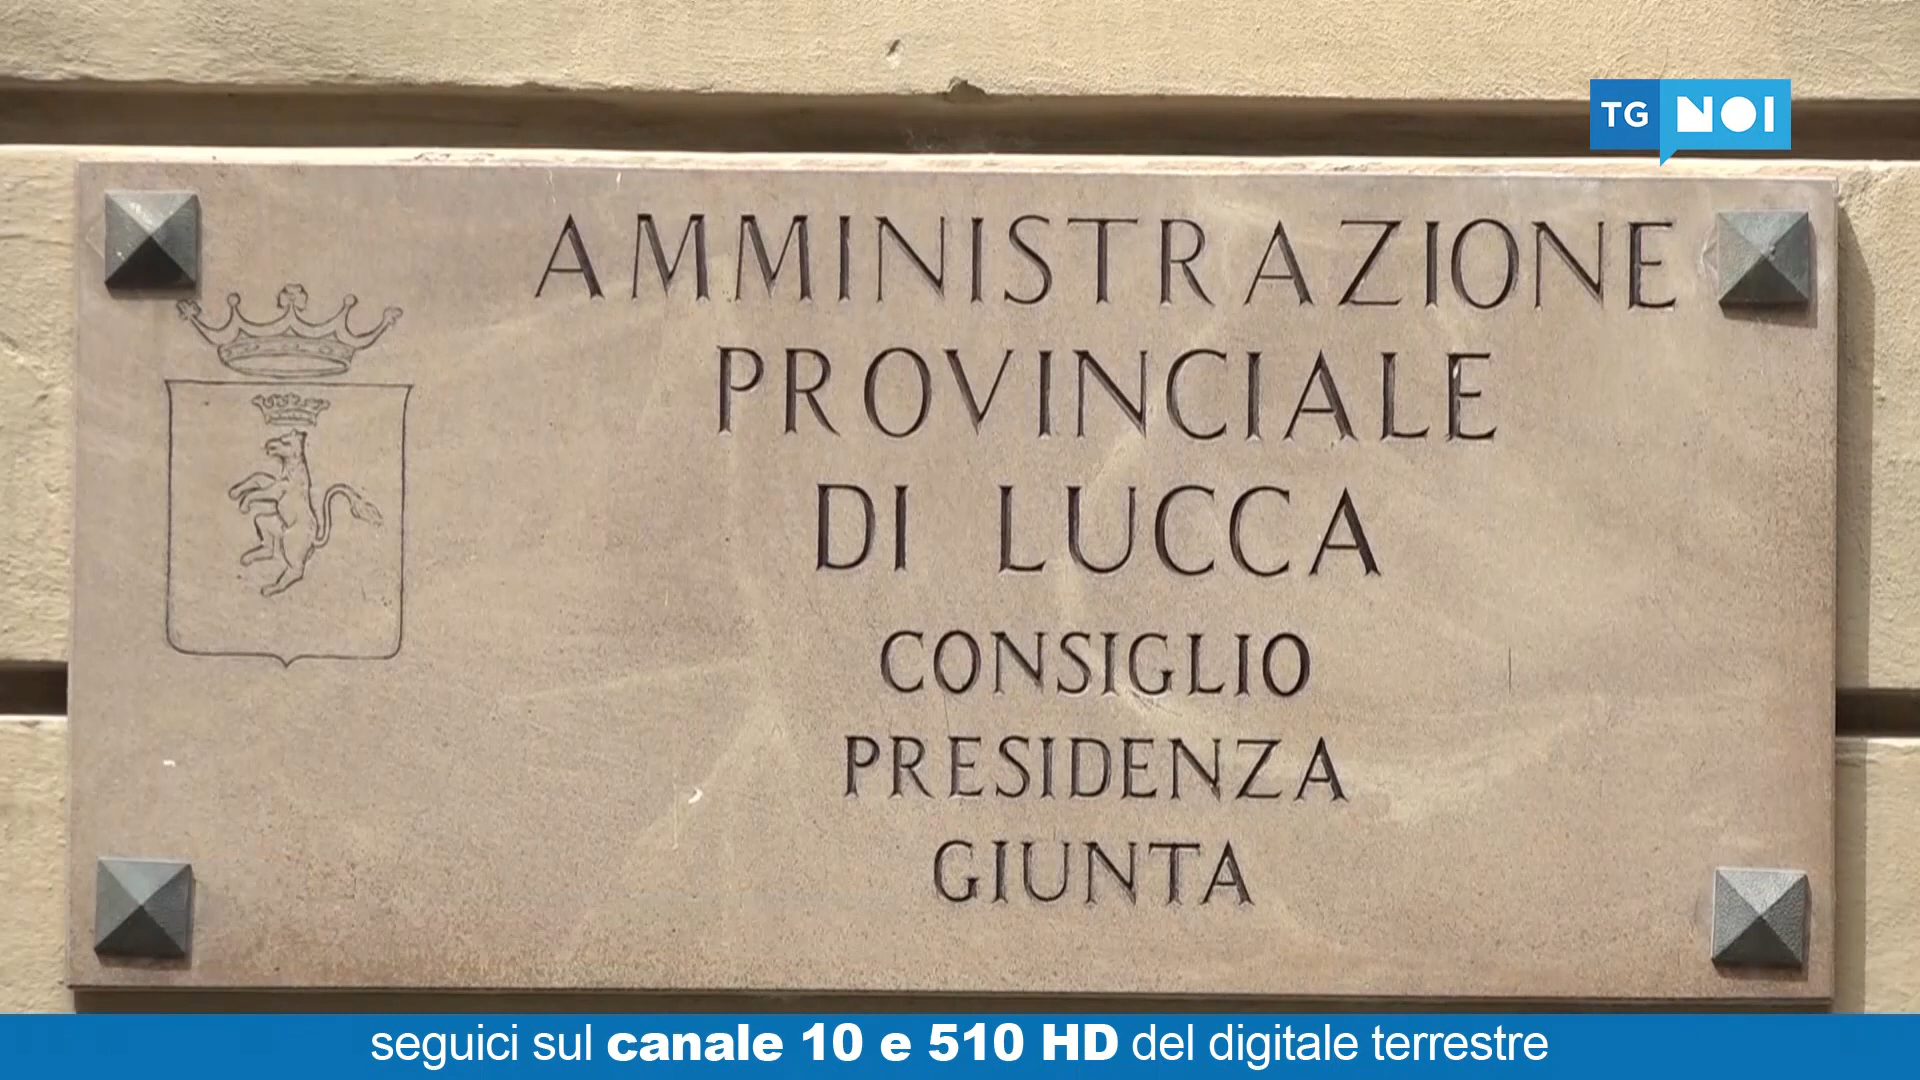 TG NOI
AMMINISTRAZIONE
PROVINCIALE
DI LUCCA
CONSIGLIO
PRESIDENZA
GIUNTA
seguici sul canale 10 e 510 HD del digitale terrestre